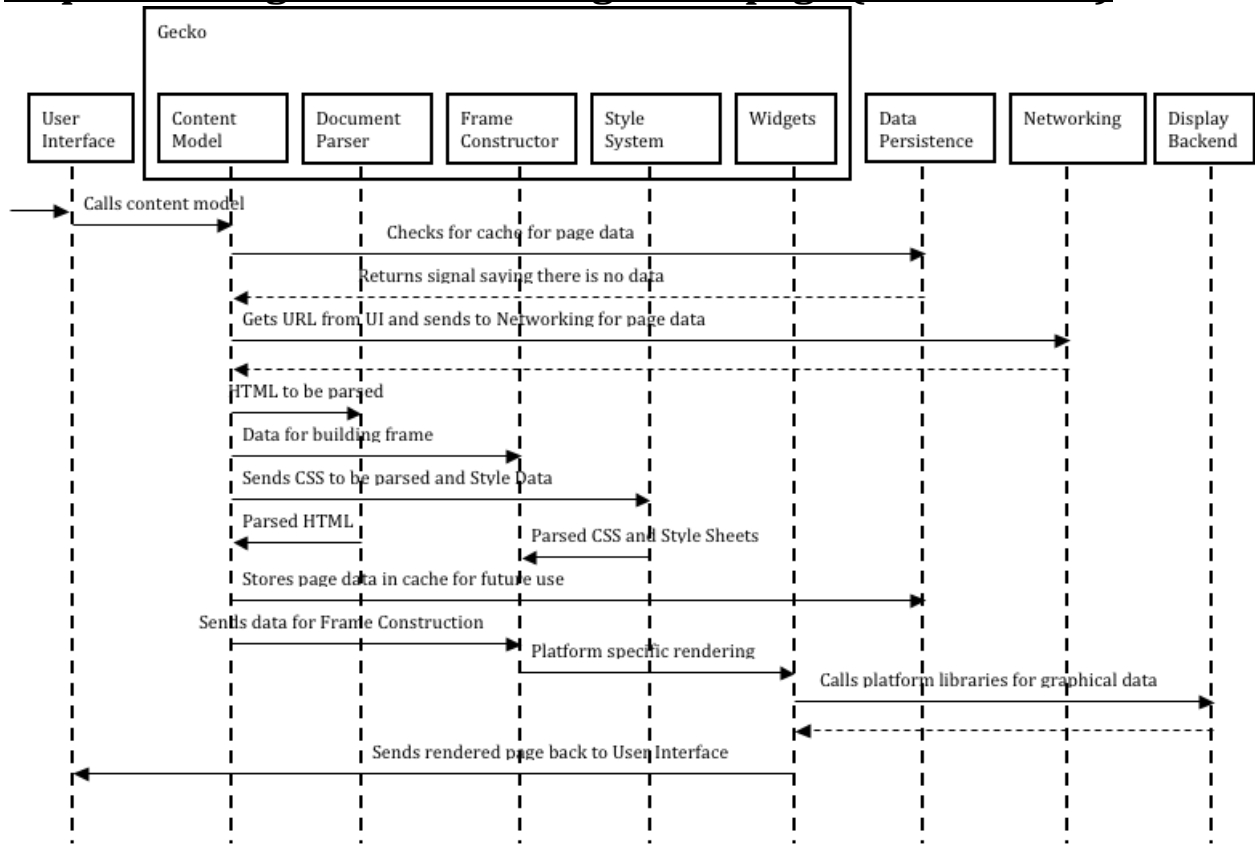 Gecko
User
Interface
Content
Model
Document
Parser
Frame
Constructor
Style
System
Widgets
Data
Persistence
Networking
Display
Backend
Calls content model
Checks for cache for page data
Returns signal saying there is no data
Gets URL from UI and sends to Networking for page data
HTML to be parsed
Data for building frame
Sends CSS to be parsed and Style Data
Parsed HTML
Parsed CSS and Style Sheets
Stores page data in cache for future use
Sends data for Frame Construction
Platform specific rendering
Calls platform libraries for graphical data
Sends rendered page back to User Interface